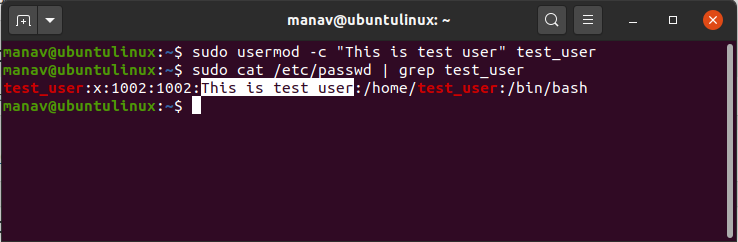 manav@ubuntulinux: ~
manav@ubuntulinux:~$ sudo usermod -c "This is test user" test_user
manav@ubuntulinux:~$ sudo cat /etc/passwd | grep test_user
test_user:x:1002:1002:This is test user:/home/test_user:/bin/bash
manav@ubuntulinux:~$